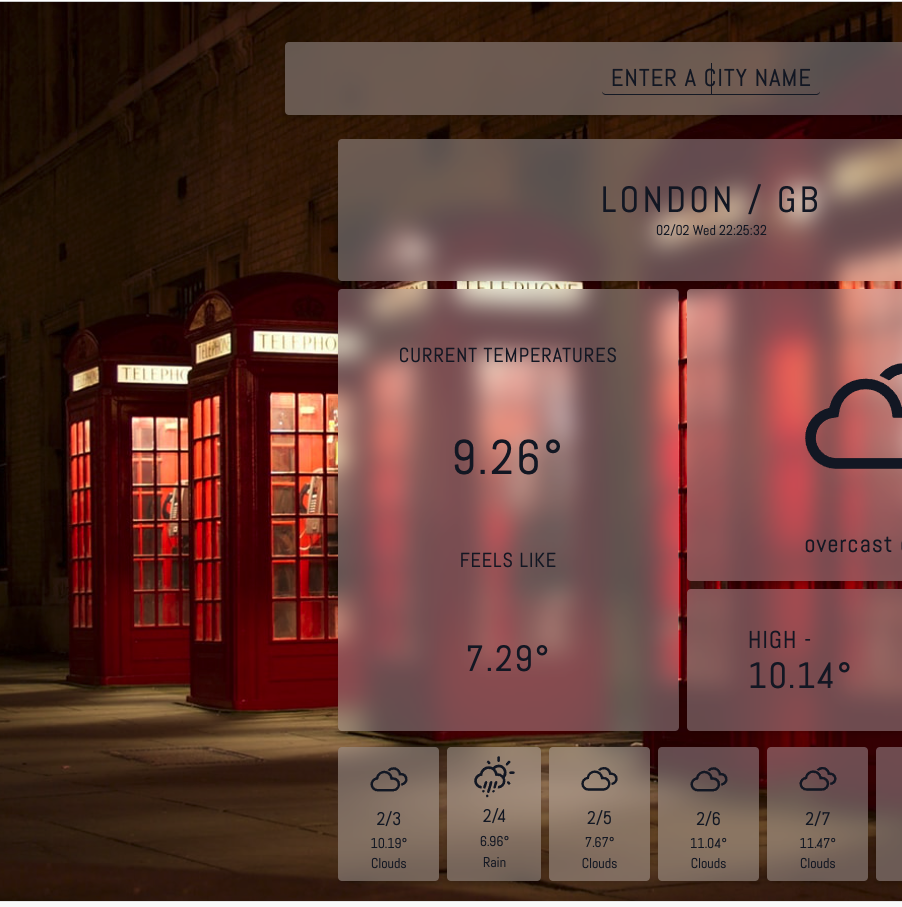 ENTER A CITY NAME
LONDON / GB
02/02 Wed 22:25:32
TELEPHONE
TELEPHONE
TELEPHONE
CURRENT TEMPERATURES
9.26°
FEELS LIKE
7.29°
overcast
HIGH -
10.14°
2/3
10.19°
Clouds
2/4
6.96°
Rain
2/5
7.67°
Clouds
2/6
11.04°
Clouds
2/7
11.47°
Clouds